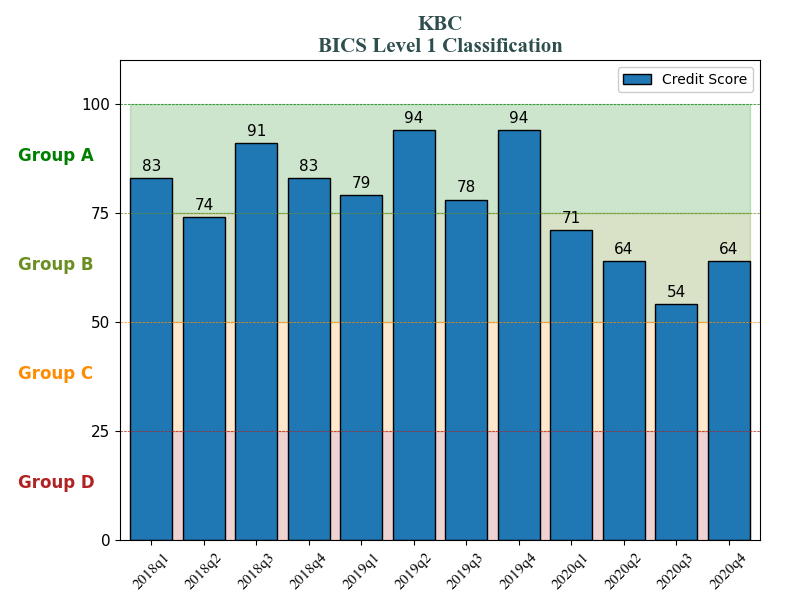 KBC
BICS Level 1 Classification
Credit Score
100
Group A
75
Group B
50
Group C
25
Group D
0
83
74
91
83
79
94
78
94
71
64
54
64
2018q1
2018q2
2018q3
2018q4
2019q1
2019q2
2019q3
2019q4
2020q1
2020q2
2020q3
2020q4